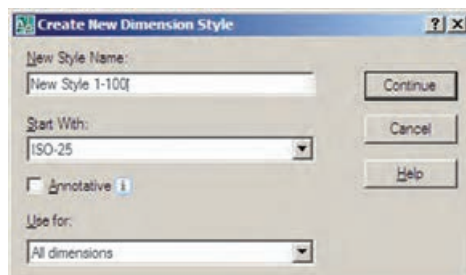 Create New Dimension Style
New Style Name:
New Style 1-100
Continue
Start With:
ISO-25
Cancel
Annotative
Help
Use for:
All dimensions